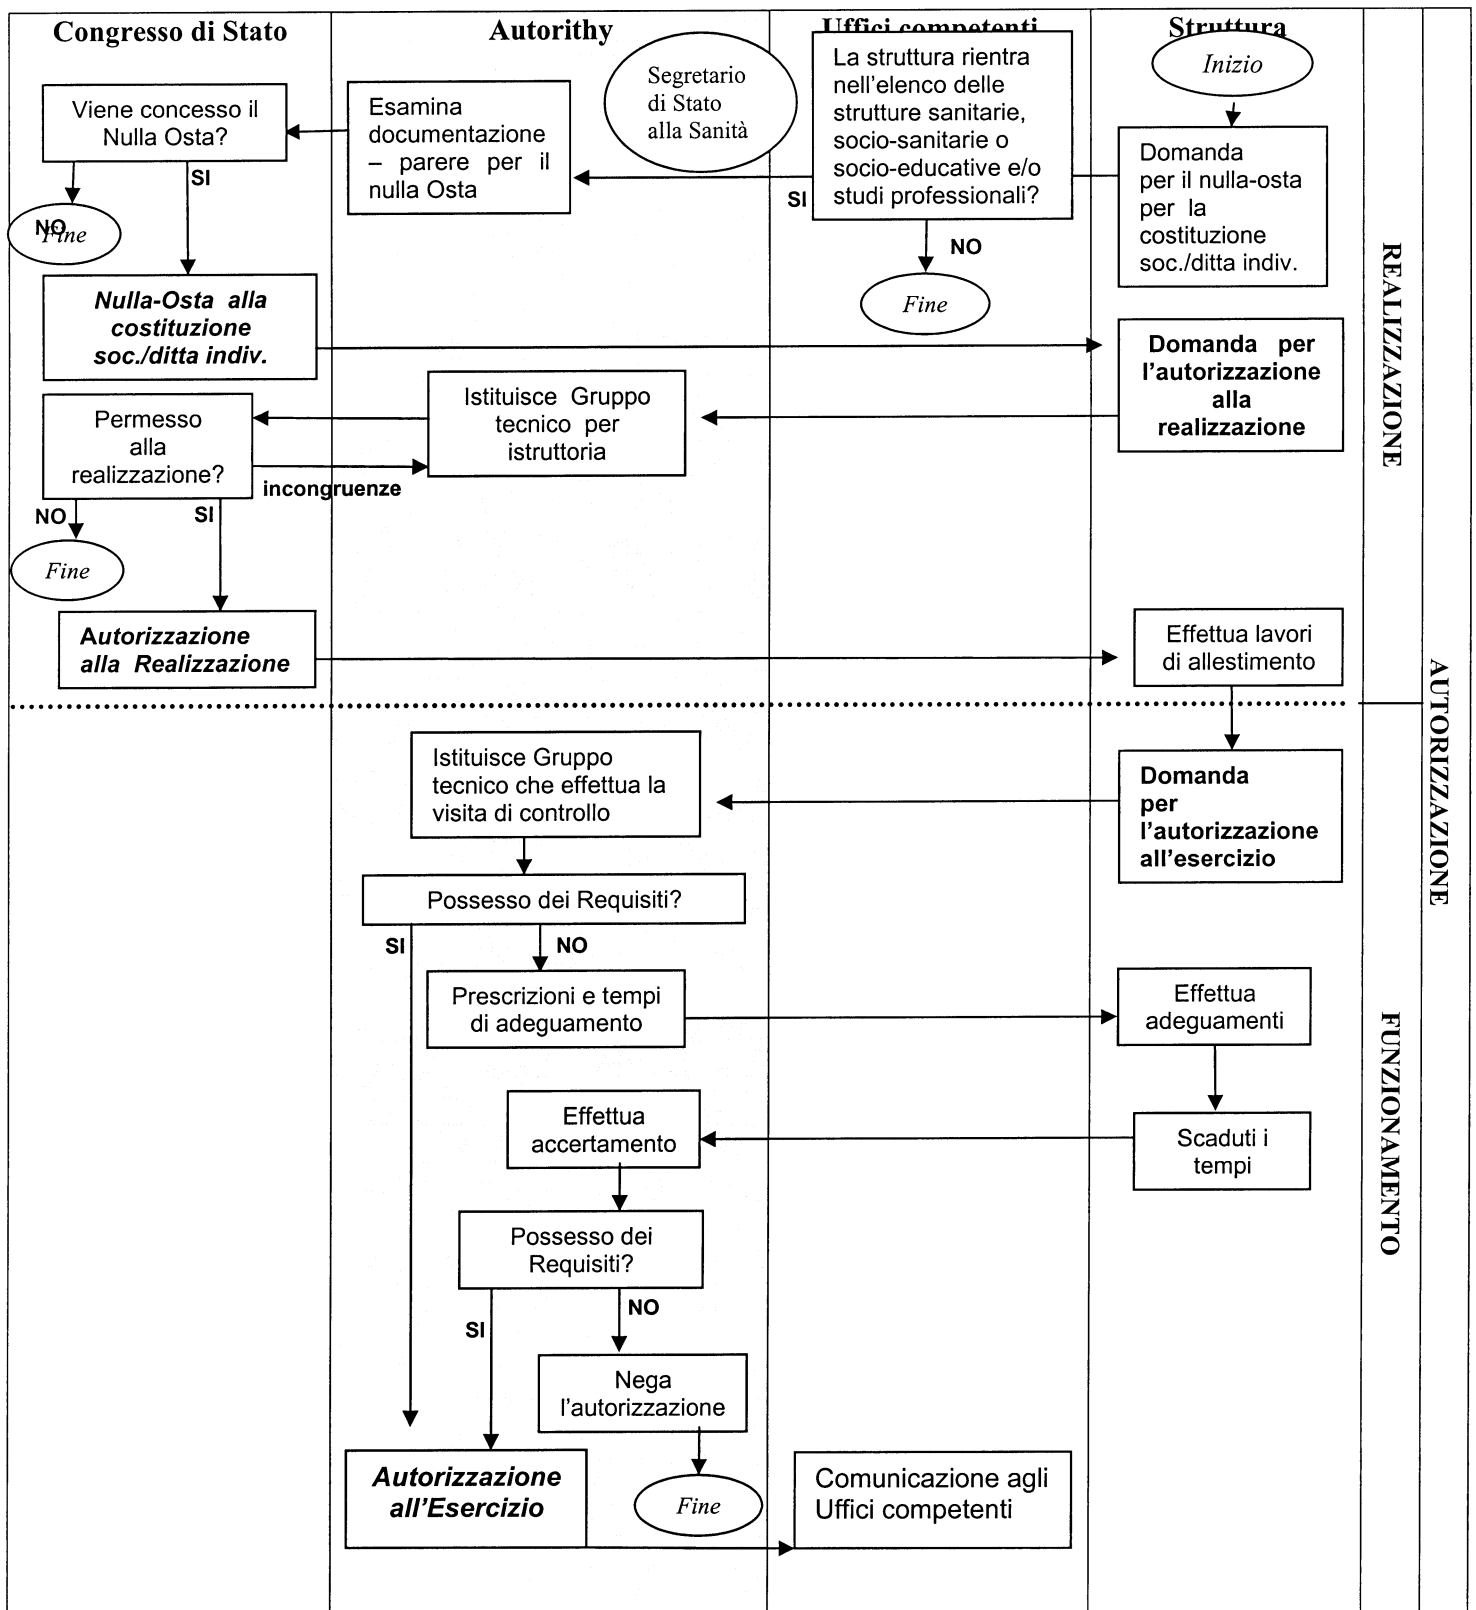 Congresso di Stato
Autorithy
Uffici competenti
Struttura
Inizio
Segretario
di Stato
alla Sanità
La struttura rientra
nell'elenco delle
strutture sanitarie,
socio-sanitarie o
socio-educative e/o
studi professionali?
Viene concesso il
Nulla Osta?
Esamina
documentazione
– parere per il
nulla Osta
Domanda
per il nulla-osta
per la
costituzione
soc./ditta indiv.
SI
SI
NO
Fine
NO
Fine
Nulla-Osta alla
costituzione
soc./ditta indiv.
Domanda per
l'autorizzazione
alla
realizzazione
Permesso
alla
realizzazione?
Istituisce Gruppo
tecnico per
istruttoria
incongruenze
NO
SI
Fine
Autorizzazione
alla Realizzazione
Effettua lavori
di allestimento
REALIZZAZIONE
AUTORIZZAZIONE
Istituisce Gruppo
tecnico che effettua la
visita di controllo
Domanda
per
l'autorizzazione
all'esercizio
Possesso dei Requisiti?
SI
NO
Prescrizioni e tempi
di adeguamento
Effettua
adeguamenti
Effettua
accertamento
Scaduti i
tempi
FUNZIONAMENTO
Possesso dei
Requisiti?
SI
NO
Nega
l'autorizzazione
Autorizzazione
all'Esercizio
Fine
Comunicazione agli
Uffici competenti